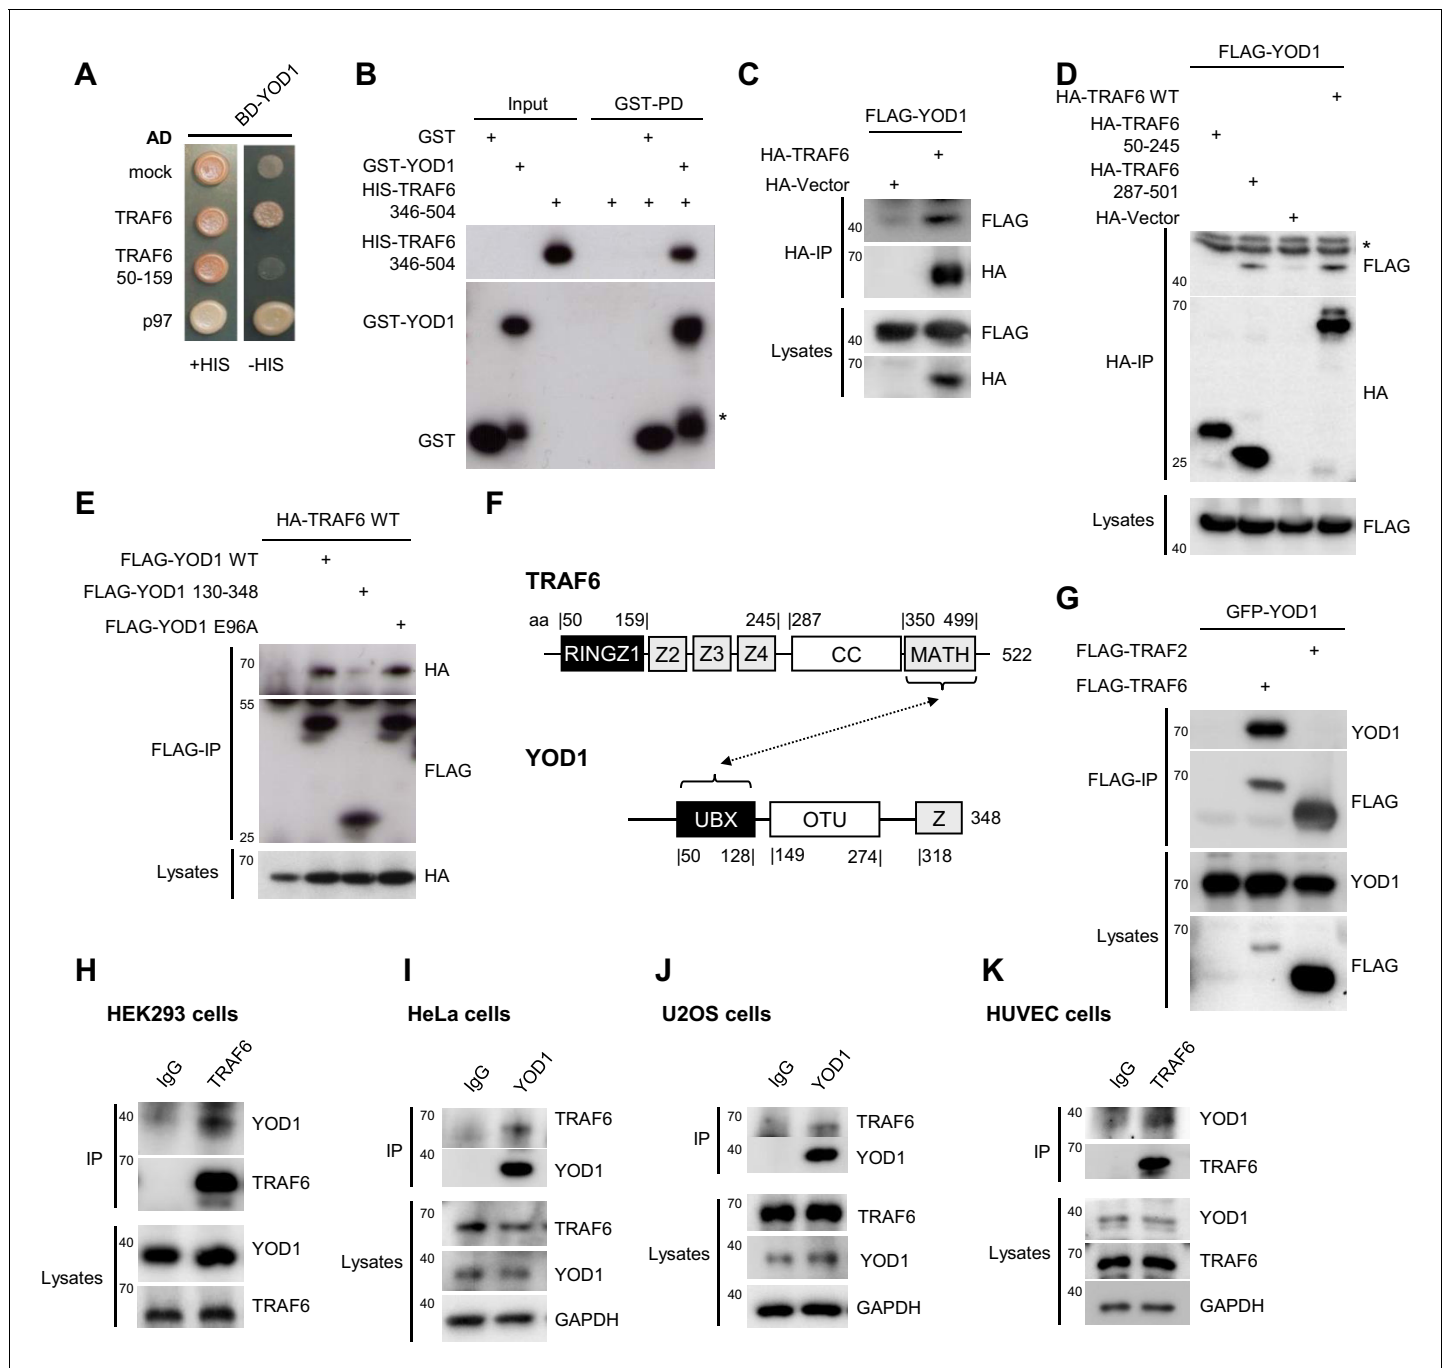 A
BD-YOD1
AD
mock
TRAF6
TRAF6
50-159
p97
+HIS -HIS
B
Input GST-PD
GST + +
GST-YOD1 + +
HIS-TRAF6
346-504 + + + +
HIS-TRAF6
346-504
GST-YOD1
GST
*
C
FLAG-YOD1
HA-TRAF6 +
HA-Vector +
HA-IP
40 FLAG
70 HA
Lysates
40 FLAG
70 HA
D
FLAG-YOD1
HA-TRAF6 WT +
HA-TRAF6
50-245 +
HA-TRAF6
287-501 +
HA-Vector +
HA-IP
*
FLAG
40
70
HA
25
Lysates
FLAG
40
E
HA-TRAF6 WT
FLAG-YOD1 WT +
FLAG-YOD1 130-348 +
FLAG-YOD1 E96A +
FLAG-IP
70 HA
55
FLAG
25
Lysates
70 HA
F
TRAF6
aa |50 159| 245| |287 |350 499|
RINGZ1 Z2 Z3 Z4 CC MATH 522
YOD1
UBX OTU Z 348
|50 128| |149 274| |318
G
GFP-YOD1
FLAG-TRAF2 +
FLAG-TRAF6 +
FLAG-IP
70 YOD1
70 FLAG
Lysates
70 YOD1
70 FLAG
H
HEK293 cells
IgG TRAF6
IP
40 YOD1
70 TRAF6
Lysates
40 YOD1
70 TRAF6
I
HeLa cells
IgG YOD1
IP
70 TRAF6
40 YOD1
Lysates
70 TRAF6
40 YOD1
40 GAPDH
J
U2OS cells
IgG YOD1
IP
70 TRAF6
40 YOD1
Lysates
70 TRAF6
40 YOD1
40 GAPDH
K
HUVEC cells
IgG TRAF6
IP
40 YOD1
70 TRAF6
Lysates
40 YOD1
70 TRAF6
40 GAPDH